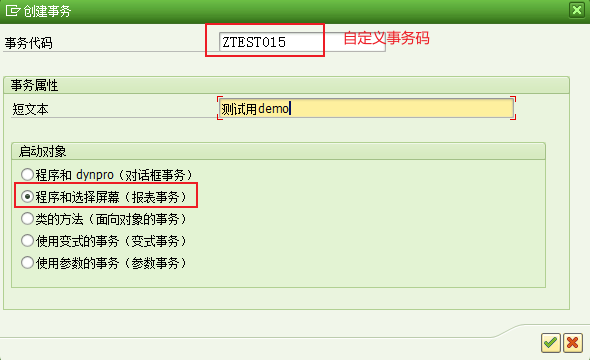 创建事务
事务代码 ZTEST015 自定义事务码
事务属性
短文本 测试用demo
启动对象
程序和 dynpro（对话框事务）
程序和选择屏幕（报表事务）
类的方法（面向对象的事务）
使用变式的事务（变式事务）
使用参数的事务（参数事务）